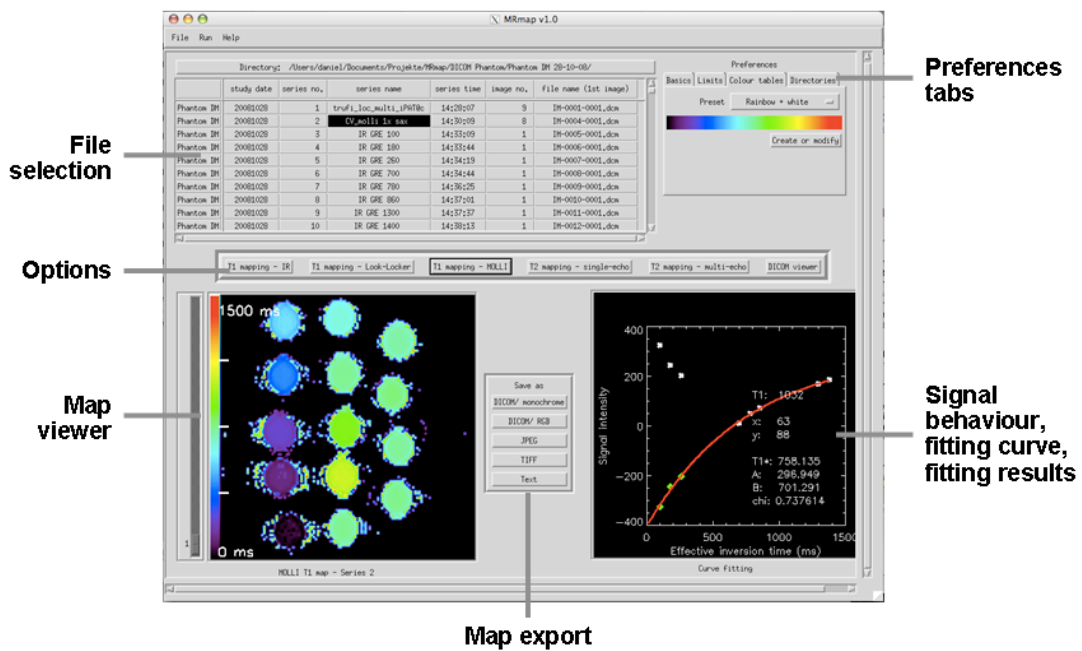 MRmap v1.0
File Run Help
Directory: /Users/daniel/Documents/Projekte/MRmap/DICOM Phantom/Phantom DM 28-10-08/
study date series no. series name series time image no. file name (1st image)
Phantom DM 20081028 1 trufi_loc_multi_iPAT@c 14:28:07 9 IM-0001-0001.dcm
Phantom DM 20081028 2 CV_molli 1x sax 14:30:09 8 IM-0004-0001.dcm
Phantom DM 20081028 3 IR GRE 100 14:33:09 1 IM-0005-0001.dcm
Phantom DM 20081028 4 IR GRE 180 14:33:44 1 IM-0006-0001.dcm
Phantom DM 20081028 5 IR GRE 260 14:34:19 1 IM-0007-0001.dcm
Phantom DM 20081028 6 IR GRE 700 14:34:44 1 IM-0008-0001.dcm
Phantom DM 20081028 7 IR GRE 780 14:36:25 1 IM-0009-0001.dcm
Phantom DM 20081028 8 IR GRE 860 14:37:01 1 IM-0010-0001.dcm
Phantom DM 20081028 9 IR GRE 1300 14:37:37 1 IM-0011-0001.dcm
Phantom DM 20081028 10 IR GRE 1400 14:38:13 1 IM-0012-0001.dcm
Preferences
Basics Limits Colour tables Directories
Preset Rainbow + white
Create or modify
Preferences
tabs
File
selection
Options
T1 mapping - IR T1 mapping - Look-Locker T1 mapping - MOLLI T2 mapping - single-echo T2 mapping - multi-echo DICOM viewer
Map
viewer
1
1500 ms
0 ms
MOLLI T1 map - Series 2
Save as
DICOM/ monochrome
DICOM/ RGB
JPEG
TIFF
Text
Signal Intensity
400
200
0
-200
-400
0 500 1000 1500
Effective inversion time (ms)
T1: 1032
x: 63
y: 88
T1*: 758.135
A: 296.949
B: 701.291
chi: 0.737614
Curve fitting
Signal
behaviour,
fitting curve,
fitting results
Map export